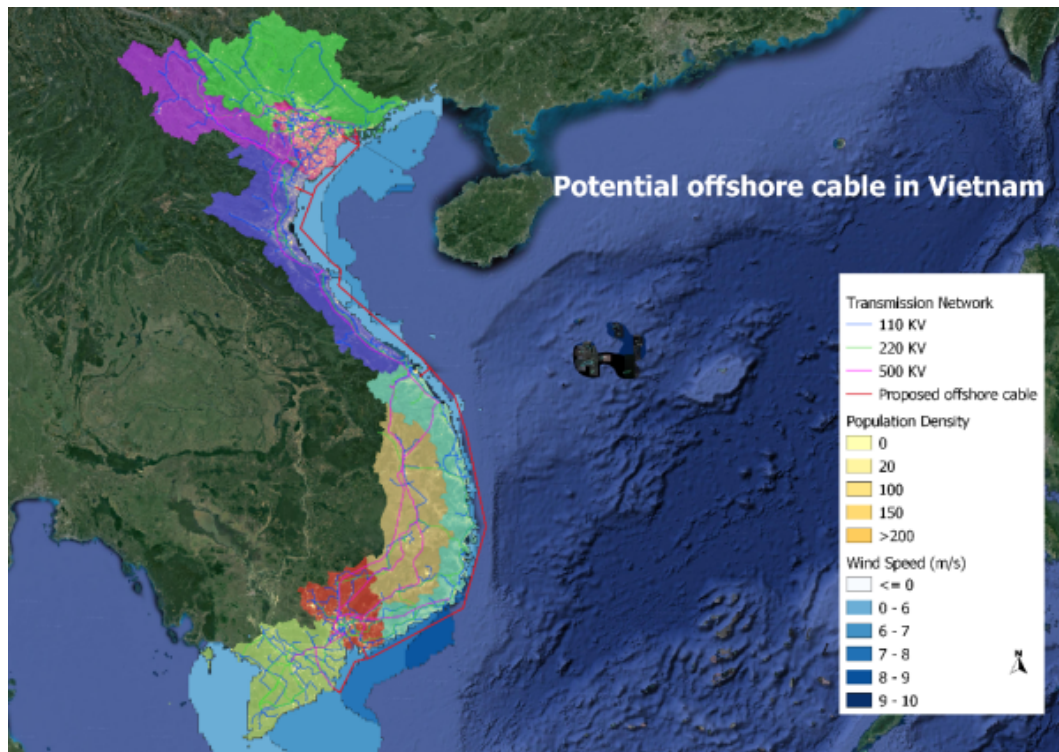 Potential offshore cable in Vietnam
Transmission Network
110 KV
220 KV
500 KV
Proposed offshore cable
Population Density
0
20
100
150
>200
Wind Speed (m/s)
<= 0
0 - 6
6 - 7
7 - 8
8 - 9
9 - 10
N